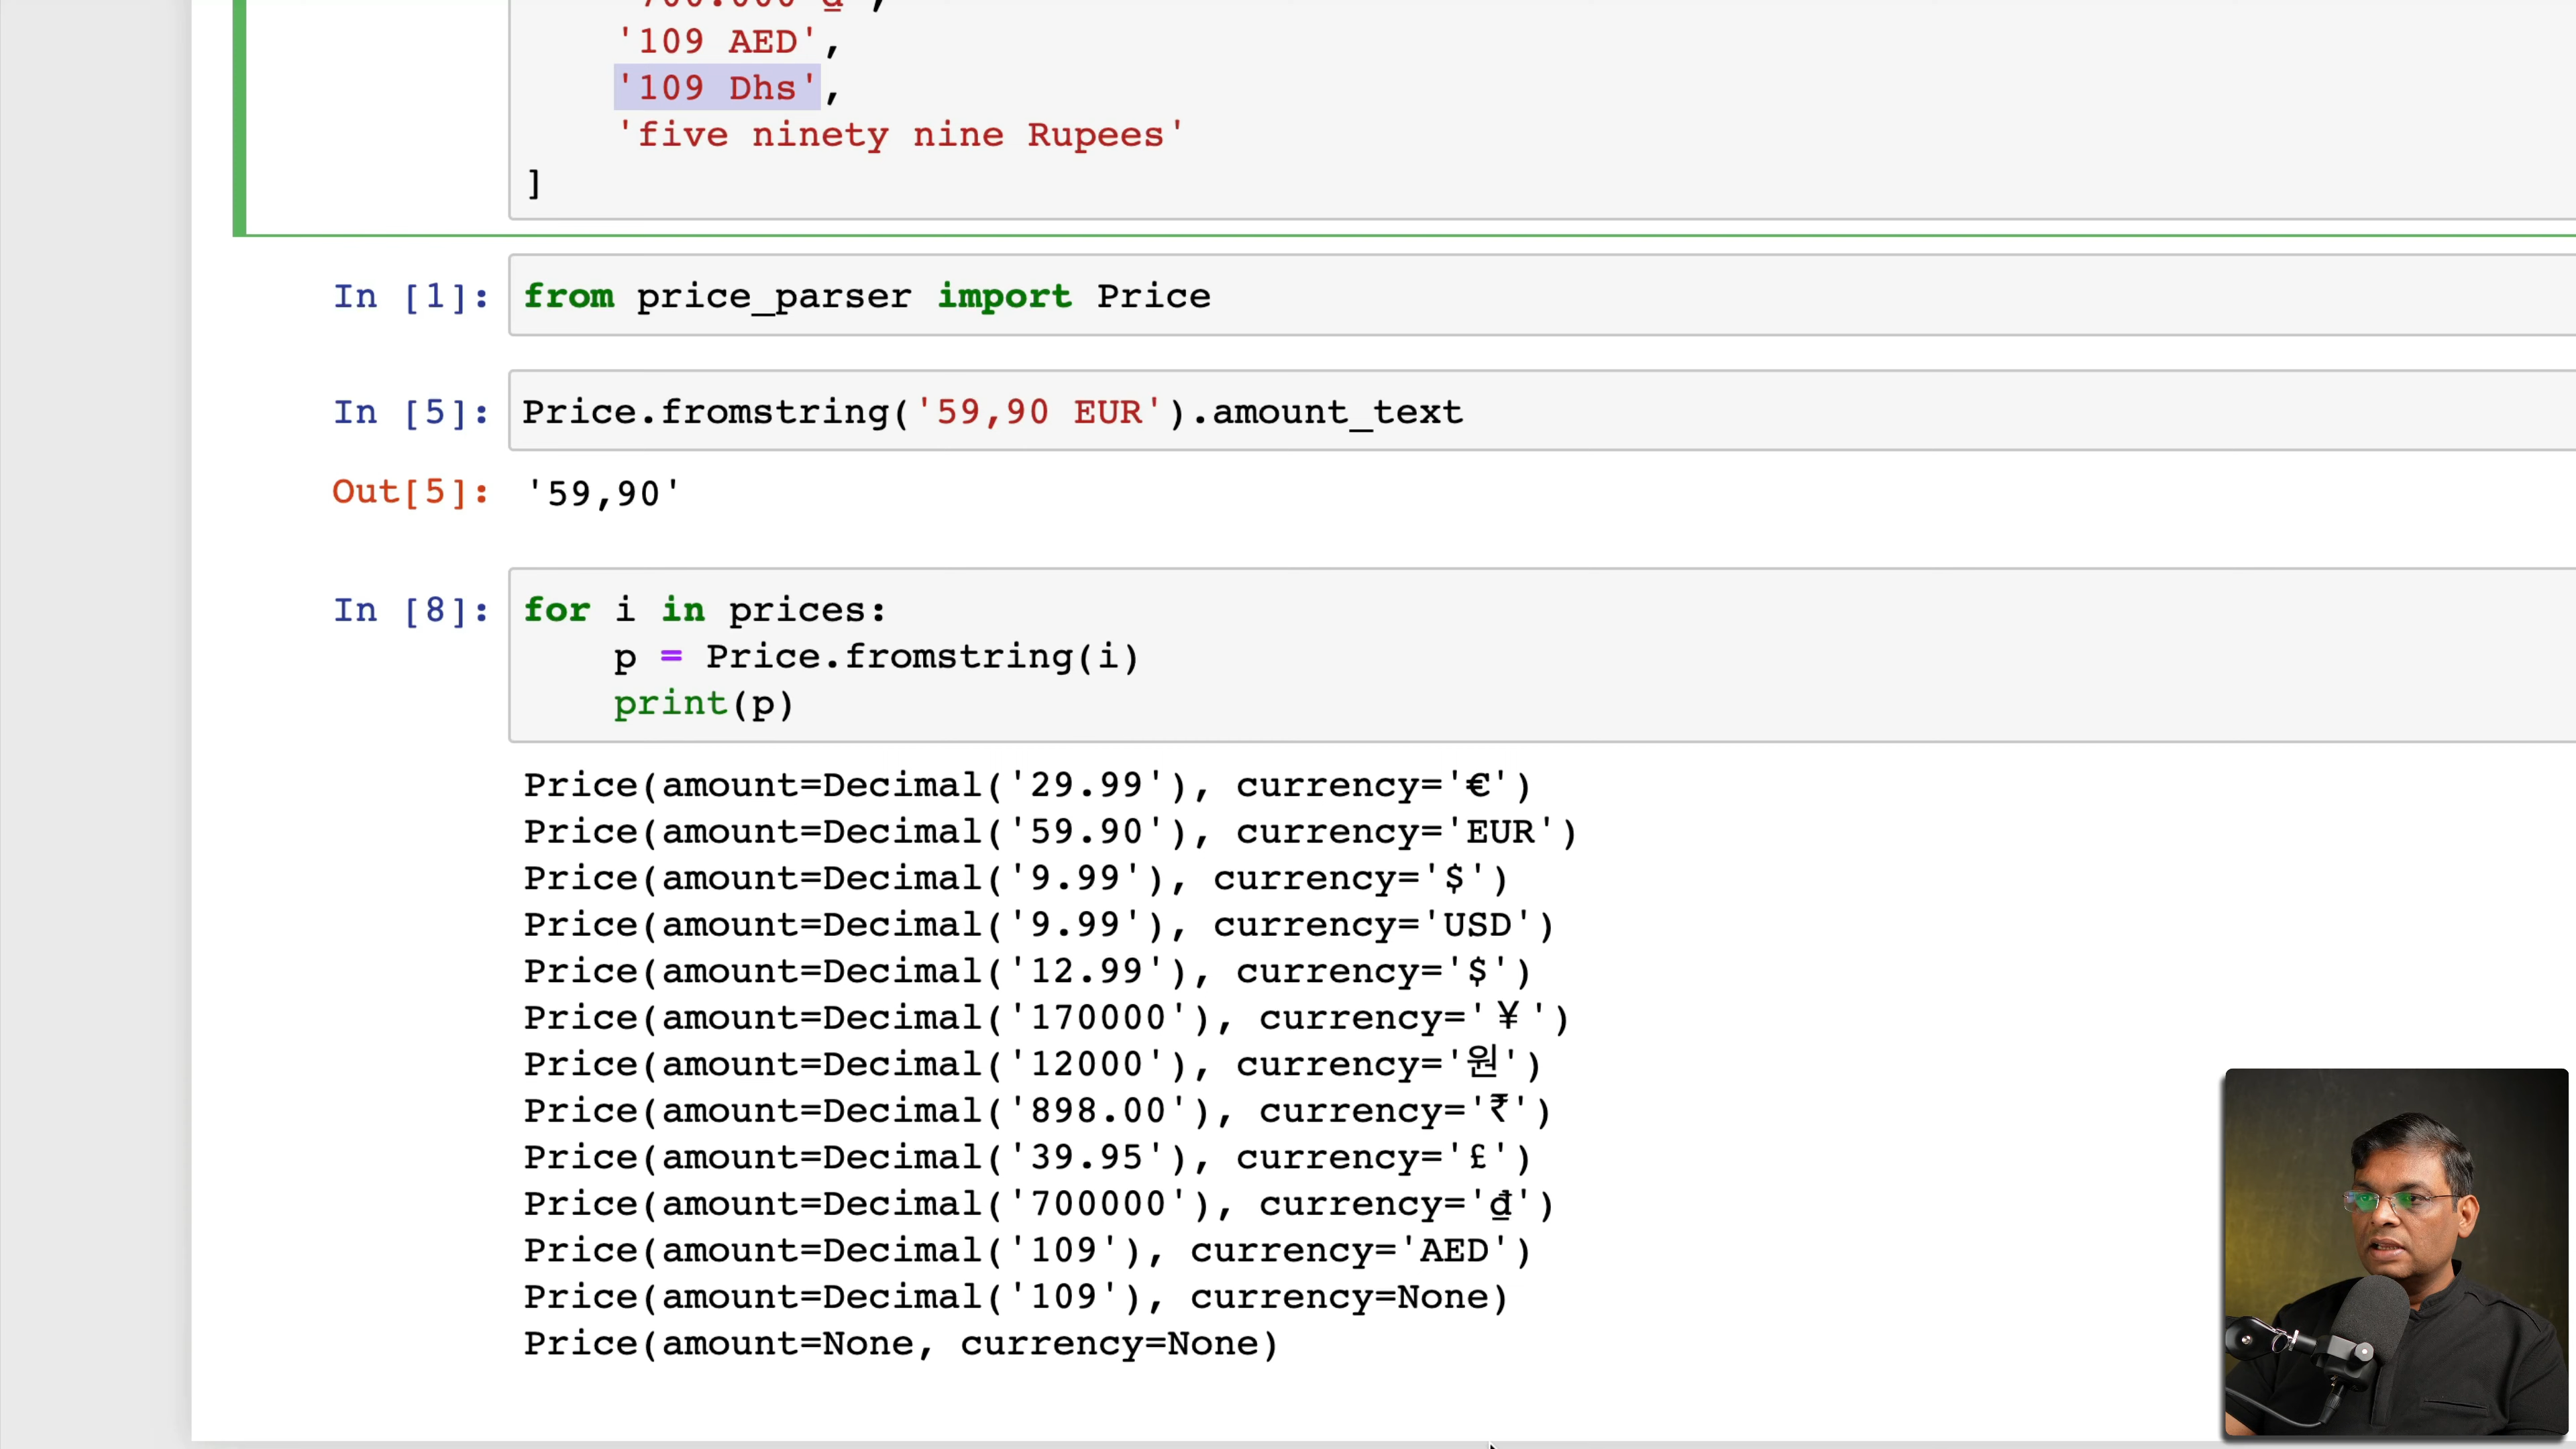 '700.000 ₫',
'109 AED',
'109 Dhs',
'five ninety nine Rupees'
]
In [1]: from price_parser import Price
In [5]: Price.fromstring('59,90 EUR').amount_text
Out[5]: '59,90'
In [8]: for i in prices:
p = Price.fromstring(i)
print(p)
Price(amount=Decimal('29.99'), currency='€')
Price(amount=Decimal('59.90'), currency='EUR')
Price(amount=Decimal('9.99'), currency='$')
Price(amount=Decimal('9.99'), currency='USD')
Price(amount=Decimal('12.99'), currency='$')
Price(amount=Decimal('170000'), currency='￥')
Price(amount=Decimal('12000'), currency='원')
Price(amount=Decimal('898.00'), currency='₹')
Price(amount=Decimal('39.95'), currency='£')
Price(amount=Decimal('700000'), currency='₫')
Price(amount=Decimal('109'), currency='AED')
Price(amount=Decimal('109'), currency=None)
Price(amount=None, currency=None)